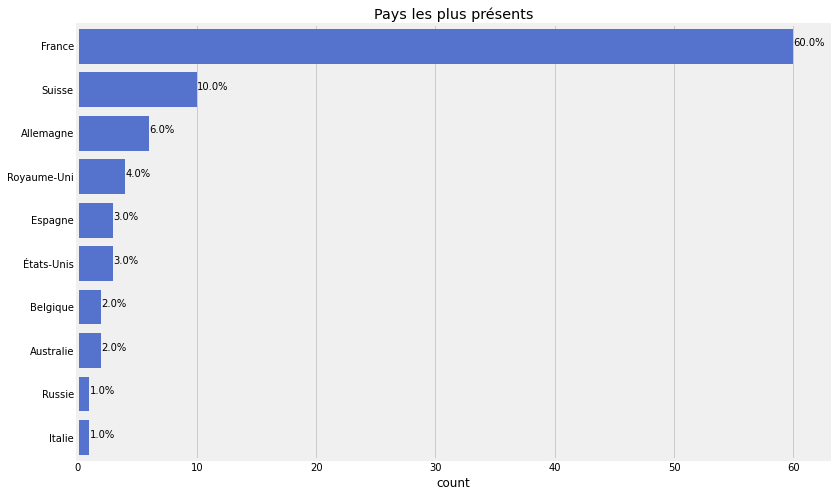 Pays les plus présents
France 60.0%
Suisse 10.0%
Allemagne 6.0%
Royaume-Uni 4.0%
Espagne 3.0%
États-Unis 3.0%
Belgique 2.0%
Australie 2.0%
Russie 1.0%
Italie 1.0%
0 10 20 30 40 50 60
count